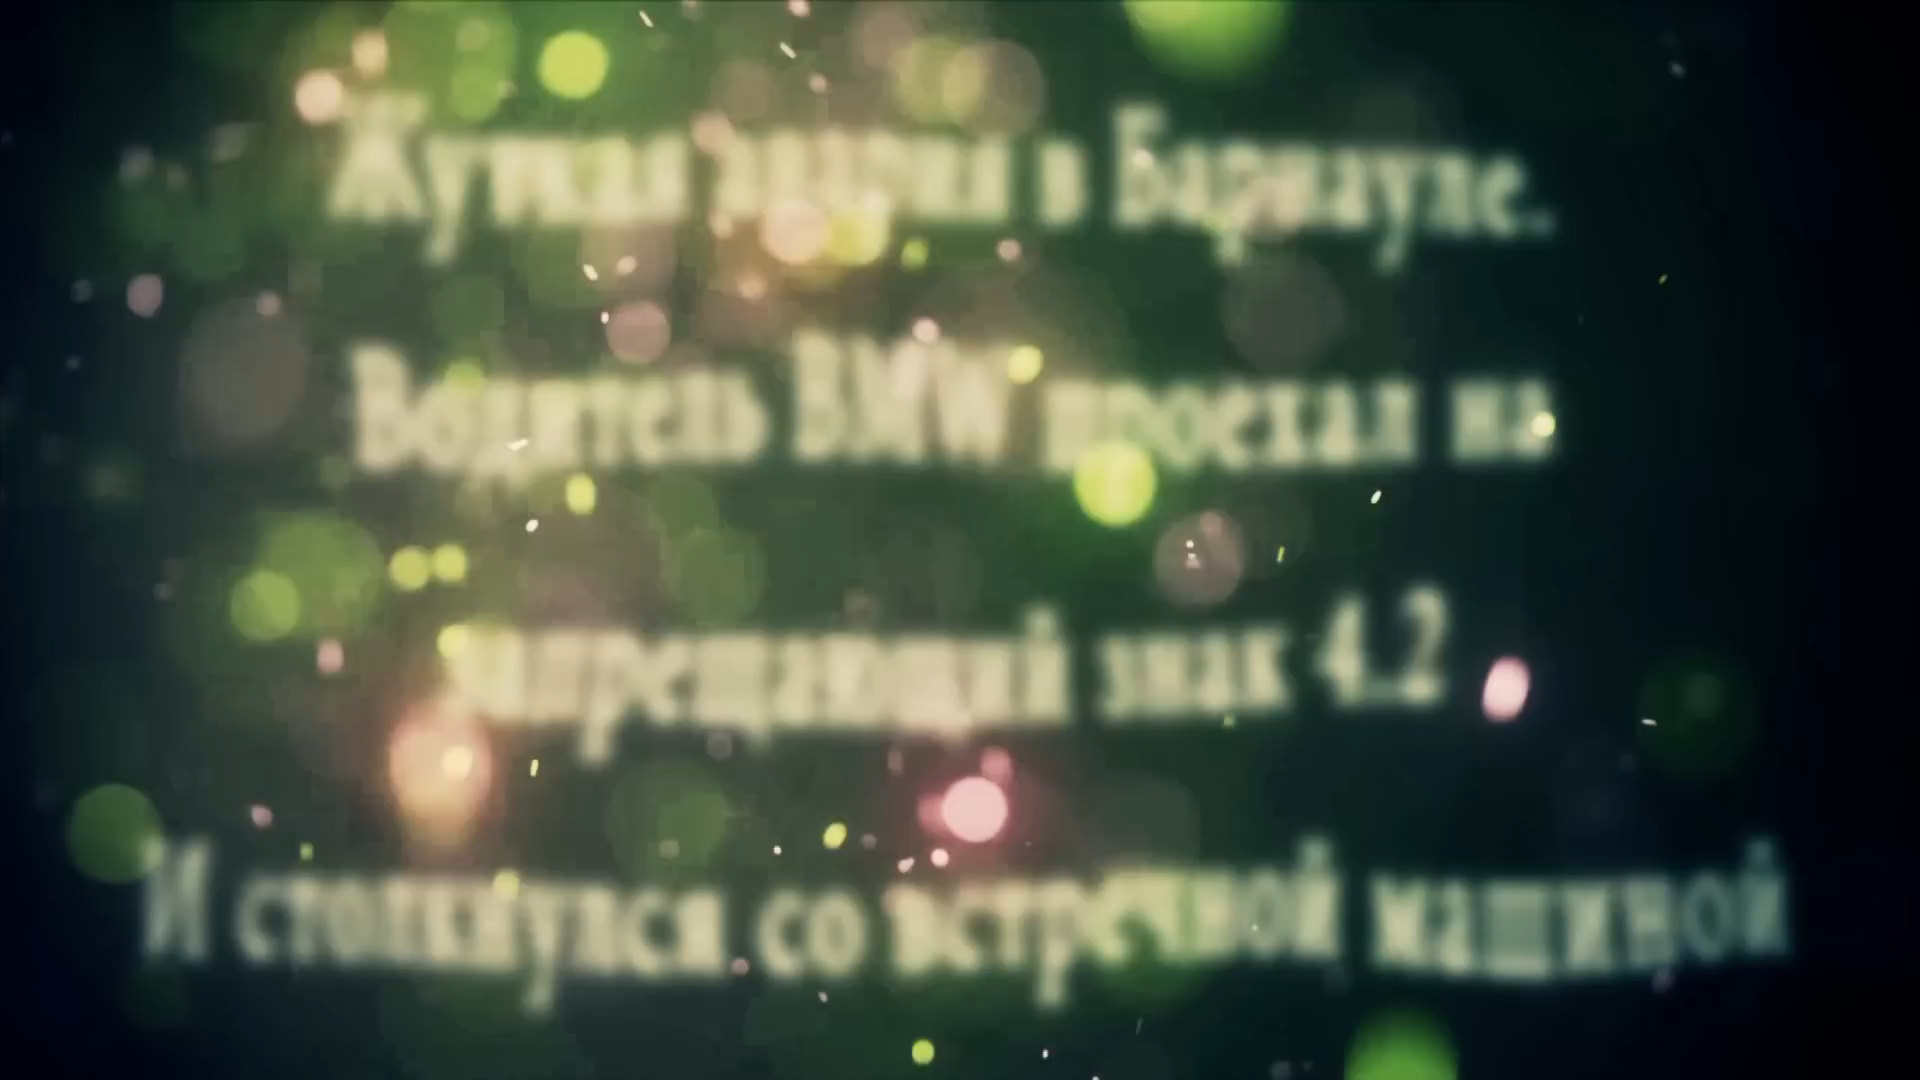 Жуткая авария в Барнауле.
Водитель BMW проехал на
запрещающий знак 4.2
И столкнулся со встречной машиной